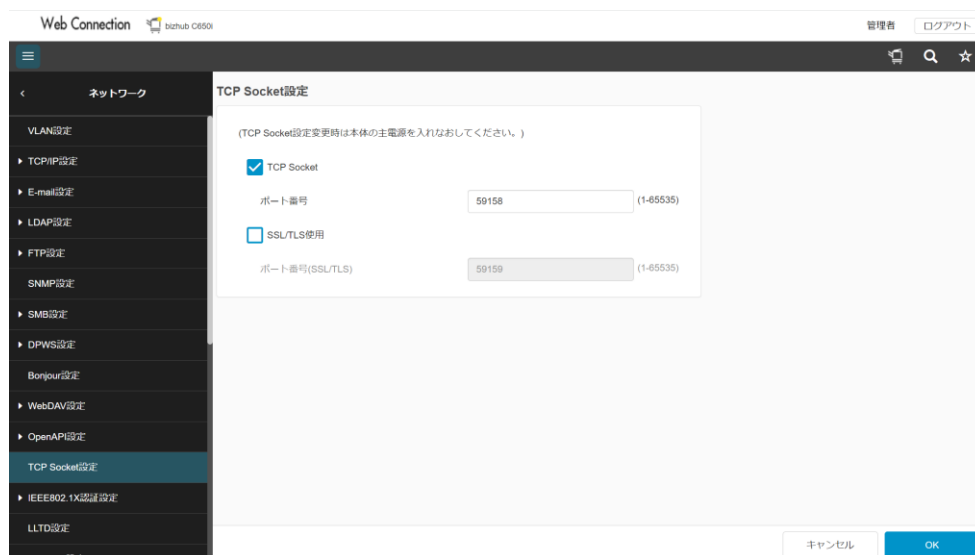 Web Connection bizhub C650i 管理者 ログアウト
ネットワーク
VLAN設定
TCP/IP設定
E-mail設定
LDAP設定
FTP設定
SNMP設定
SMB設定
DPWS設定
Bonjour設定
WebDAV設定
OpenAPI設定
TCP Socket設定
IEEE802.1X認証設定
LLTD設定
TCP Socket設定
(TCP Socket設定変更時は本体の主電源を入れなおしてください。)
TCP Socket
ポート番号 59158 (1-65535)
SSL/TLS使用
ポート番号(SSL/TLS) 59159 (1-65535)
キャンセル OK